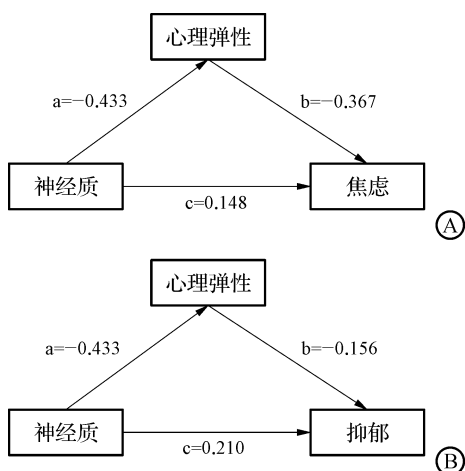 心理弹性
a=−0.433
b=−0.367
神经质
焦虑
c=0.148
A
心理弹性
a=−0.433
b=−0.156
神经质
抑郁
c=0.210
B